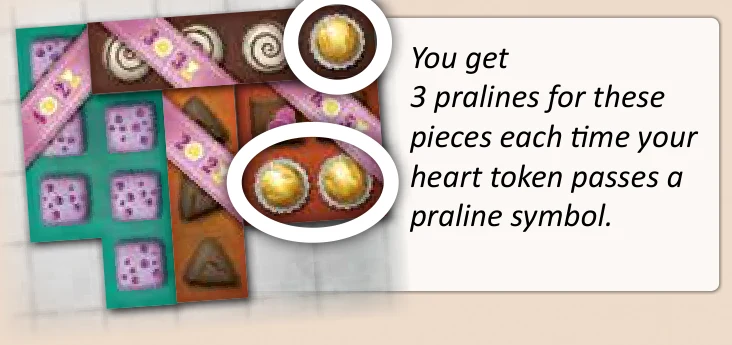 You get
3 pralines for these
pieces each time your
heart token passes a
praline symbol.